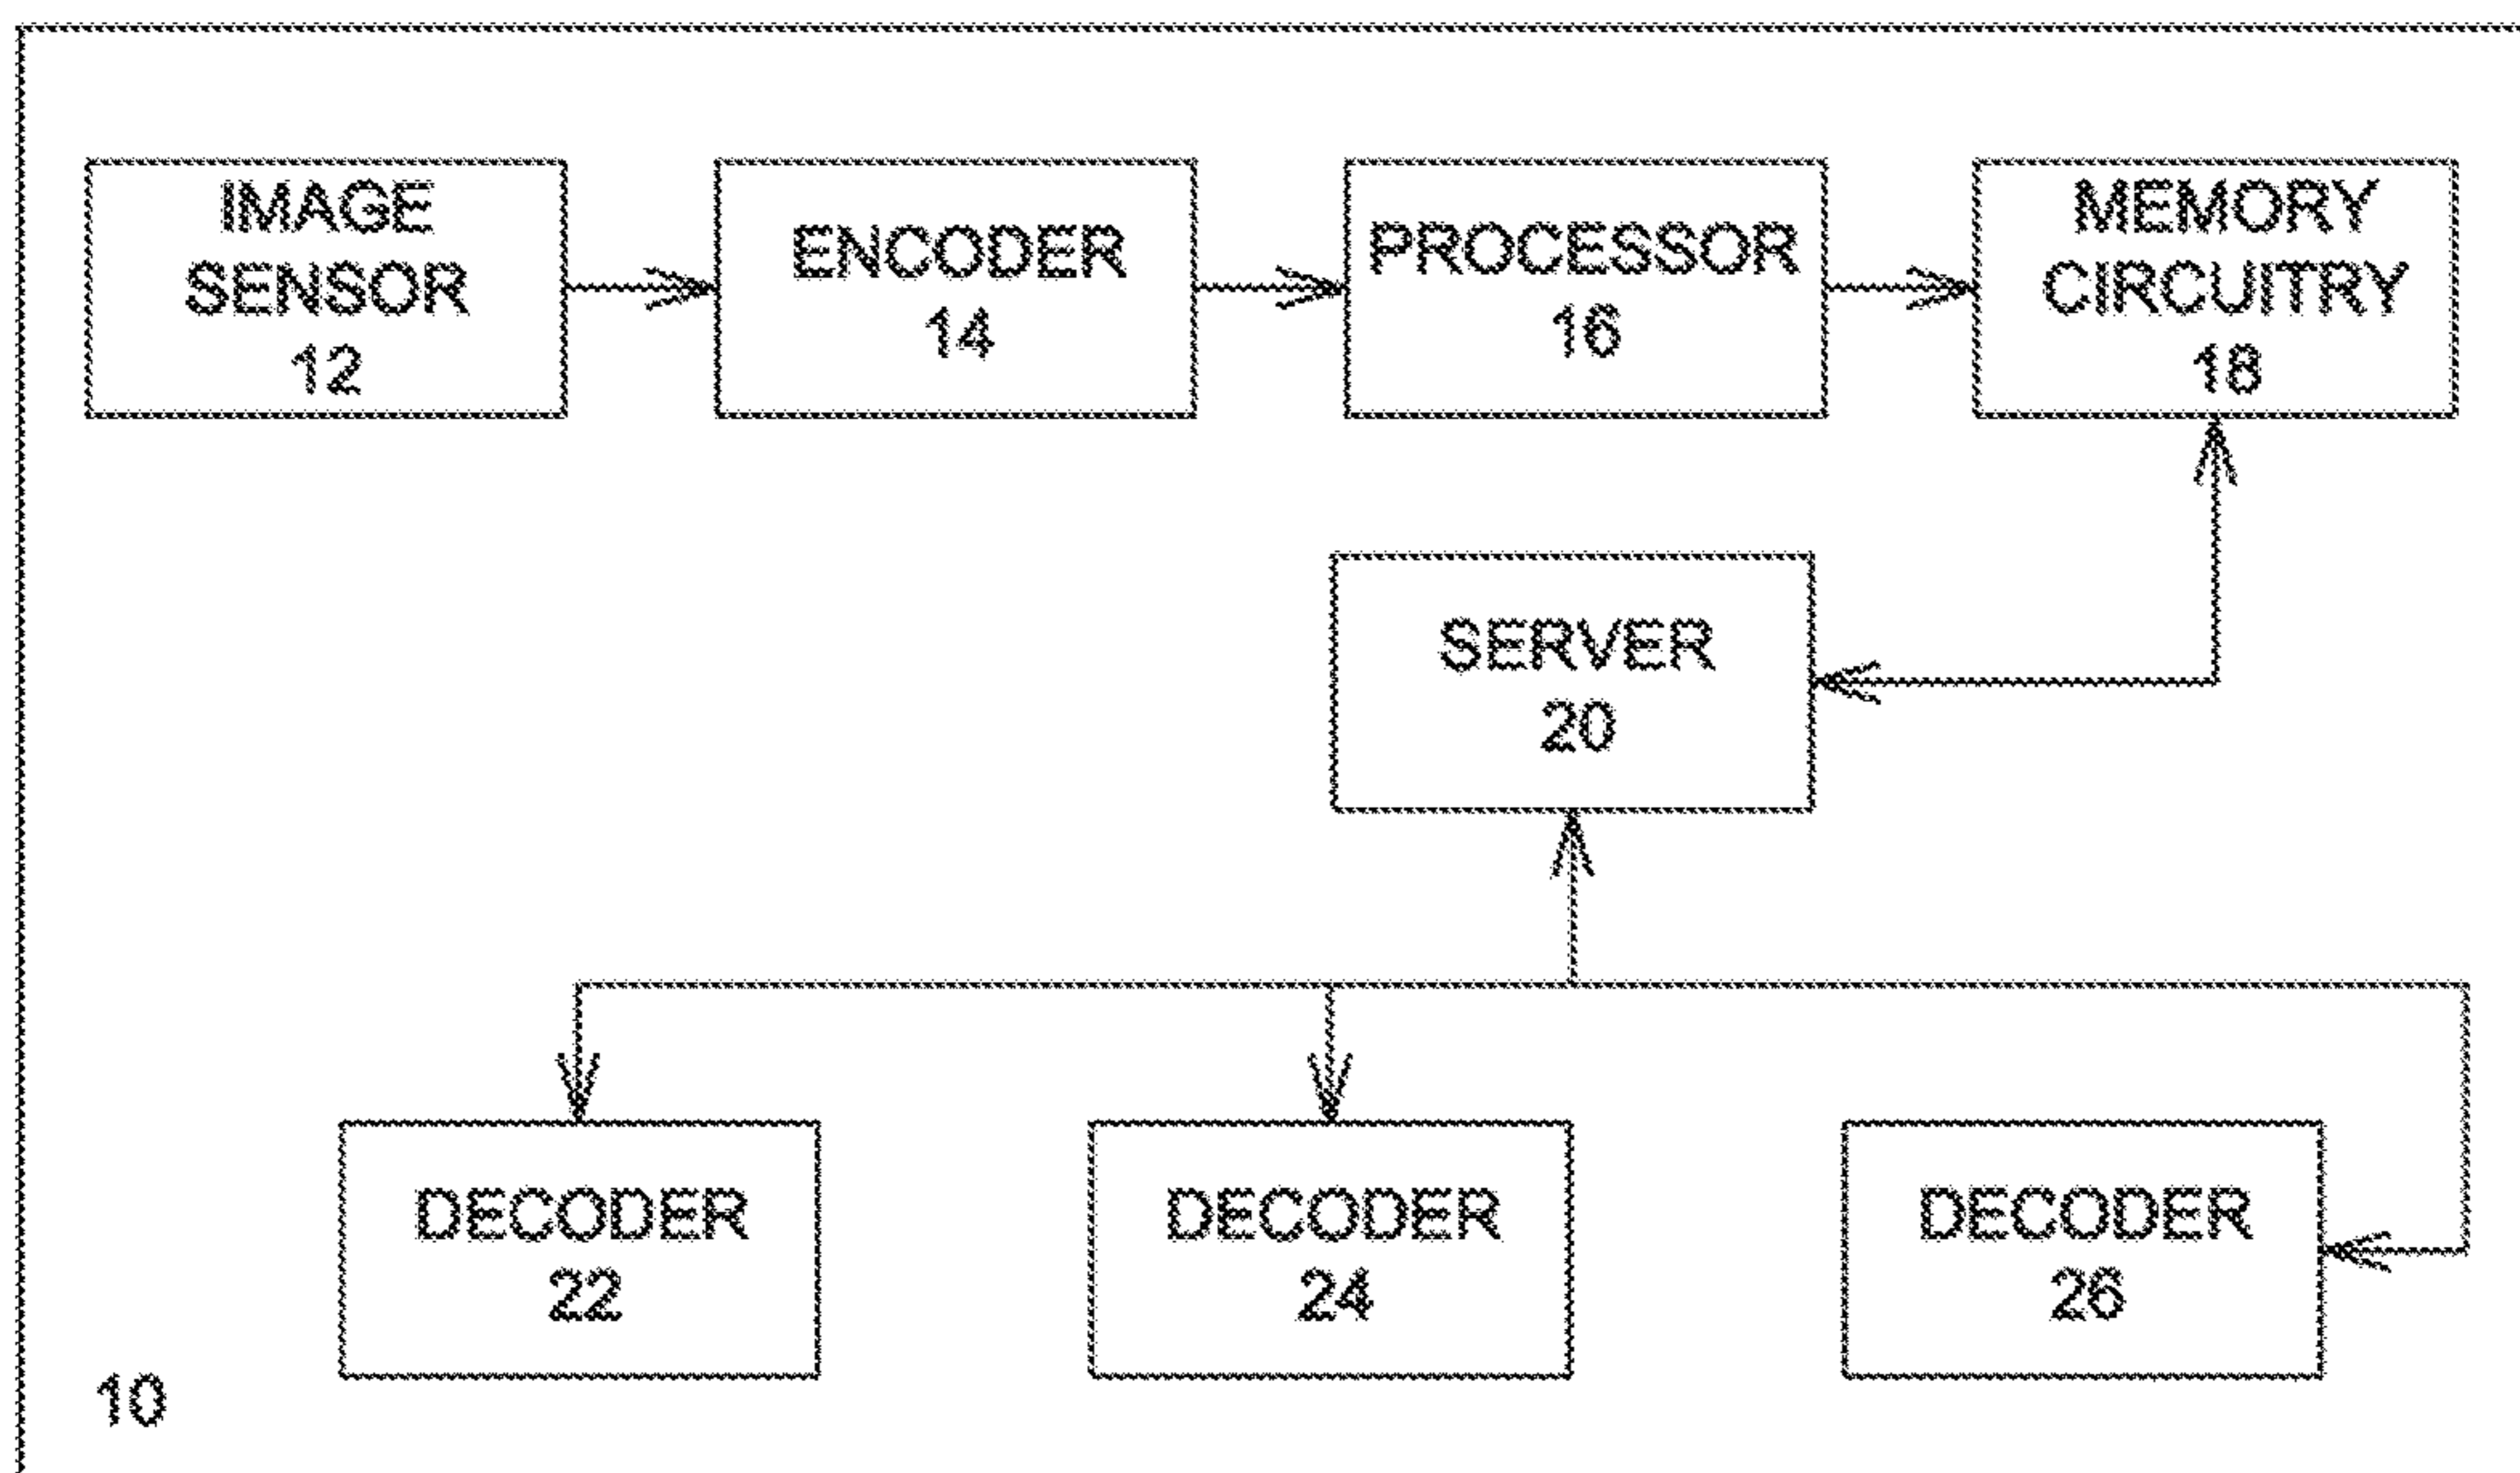 IMAGE
SENSOR
12
ENCODER
14
PROCESSOR
16
MEMORY
CIRCUITRY
18
SERVER
20
DECODER
22
DECODER
24
DECODER
26
10